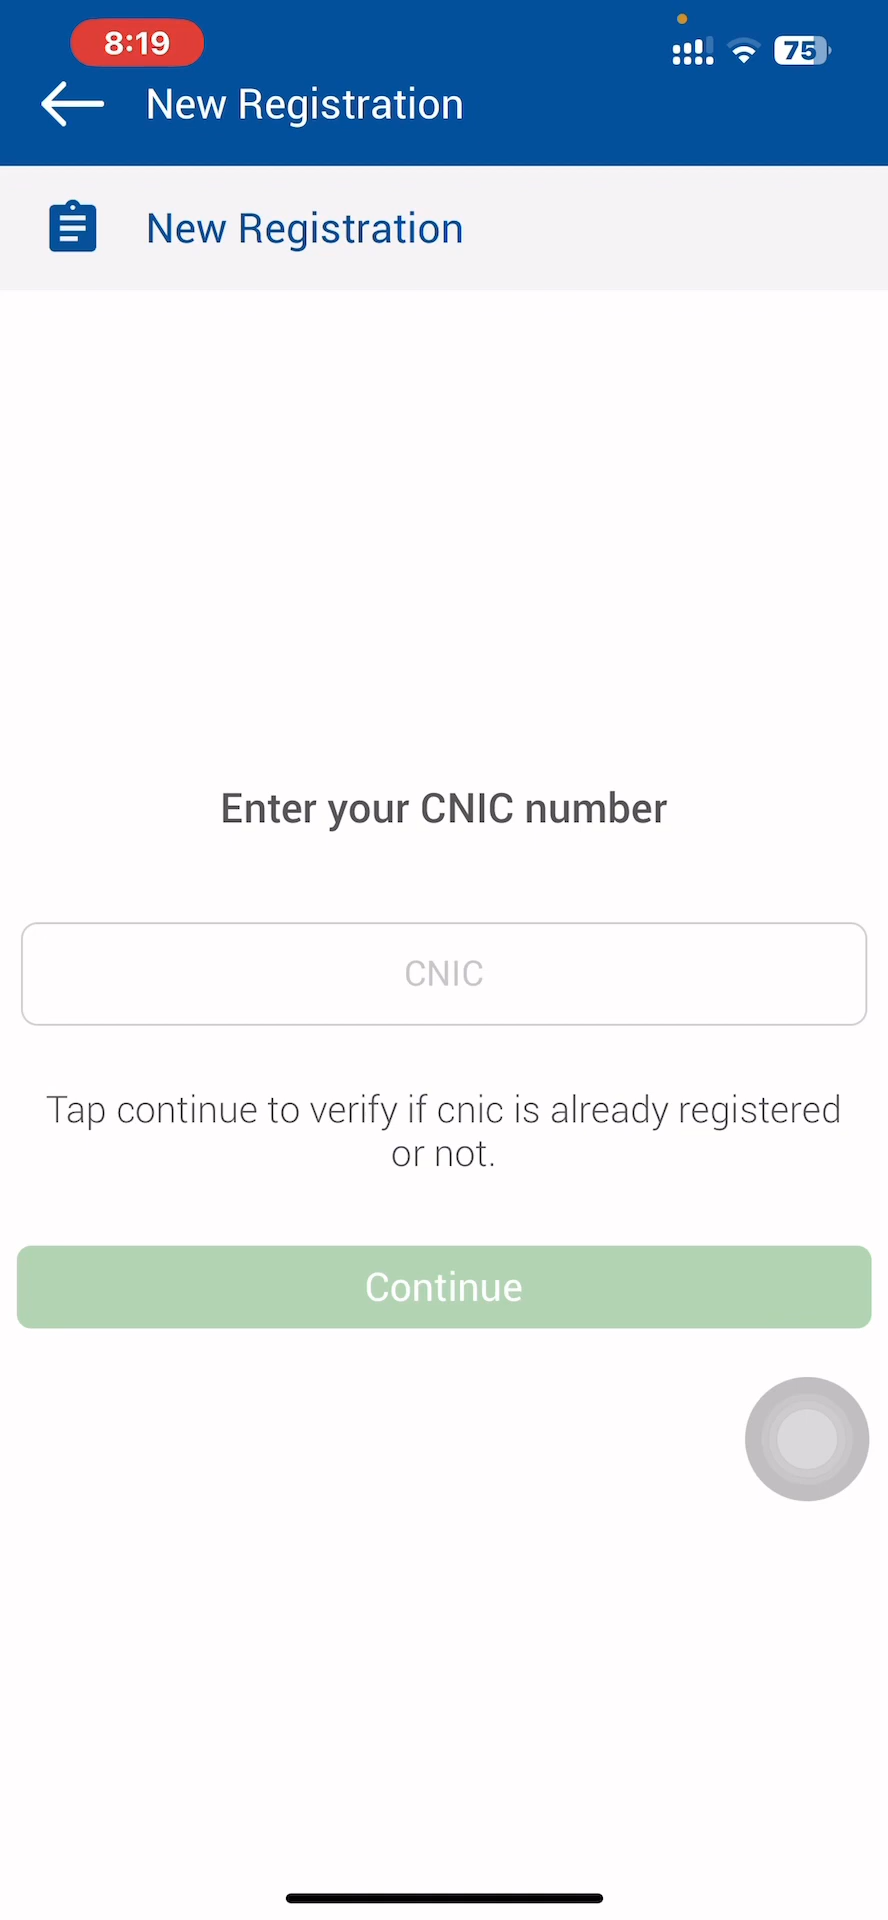 8:19
75
New Registration
New Registration
Enter your CNIC number
CNIC
Tap continue to verify if cnic is already registered
or not.
Continue